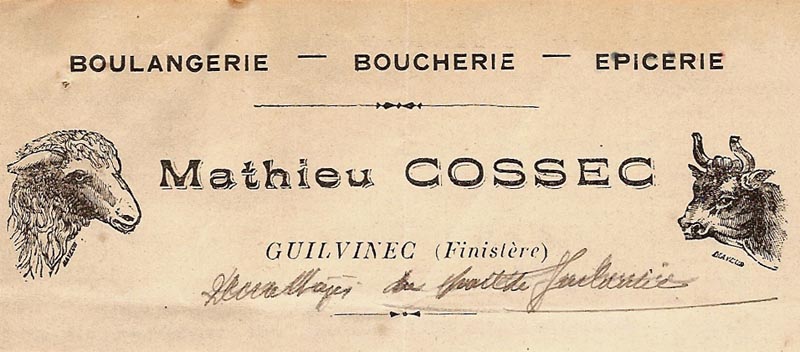 BOULANGERIE — BOUCHERIE — EPICERIE
Mathieu COSSEC
GUILVINEC (Finistère)